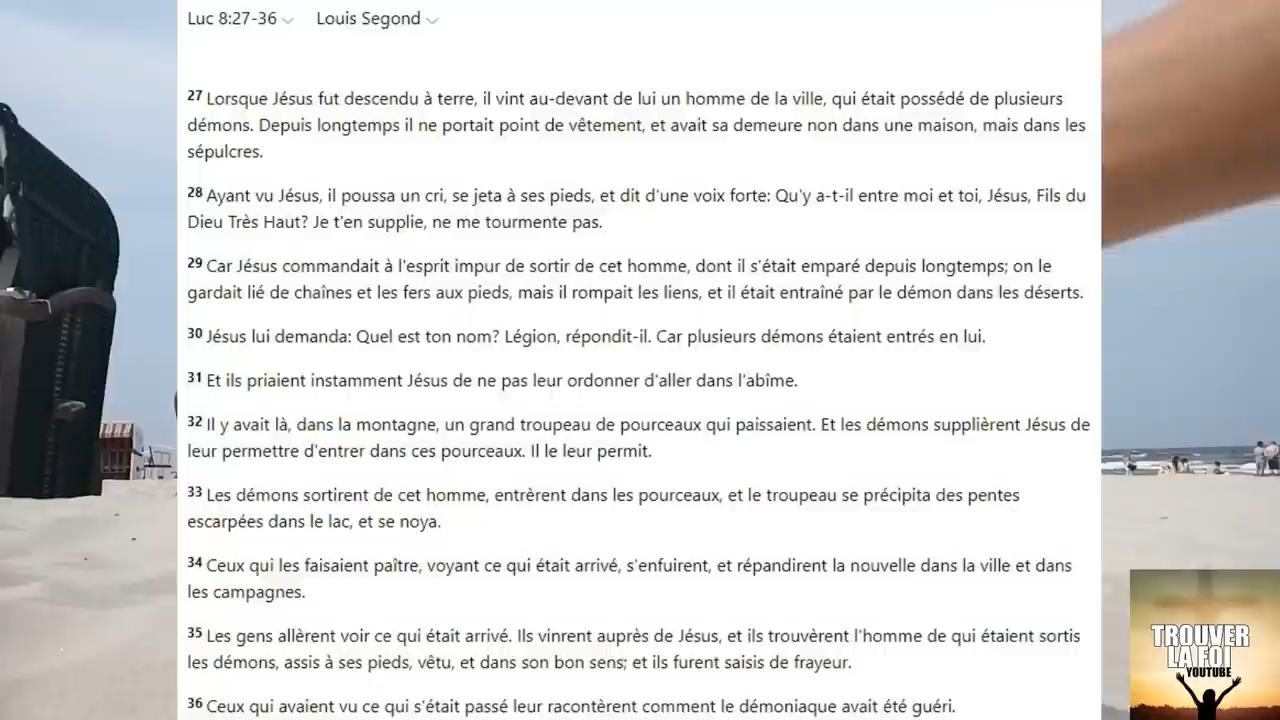 Luc 8:27-36 Louis Segond
27 Lorsque Jésus fut descendu à terre, il vint au-devant de lui un homme de la ville, qui était possédé de plusieurs
démons. Depuis longtemps il ne portait point de vêtement, et avait sa demeure non dans une maison, mais dans les
sépulcres.
28 Ayant vu Jésus, il poussa un cri, se jeta à ses pieds, et dit d'une voix forte: Qu'y a-t-il entre moi et toi, Jésus, Fils du
Dieu Très Haut? Je t'en supplie, ne me tourmente pas.
29 Car Jésus commandait à l'esprit impur de sortir de cet homme, dont il s'était emparé depuis longtemps; on le
gardait lié de chaînes et les fers aux pieds, mais il rompait les liens, et il était entraîné par le démon dans les déserts.
30 Jésus lui demanda: Quel est ton nom? Légion, répondit-il. Car plusieurs démons étaient entrés en lui.
31 Et ils priaient instamment Jésus de ne pas leur ordonner d'aller dans l'abîme.
32 Il y avait là, dans la montagne, un grand troupeau de pourceaux qui paissaient. Et les démons supplièrent Jésus de
leur permettre d'entrer dans ces pourceaux. Il le leur permit.
33 Les démons sortirent de cet homme, entrèrent dans les pourceaux, et le troupeau se précipita des pentes
escarpées dans le lac, et se noya.
34 Ceux qui les faisaient paître, voyant ce qui était arrivé, s'enfuirent, et répandirent la nouvelle dans la ville et dans
les campagnes.
35 Les gens allèrent voir ce qui était arrivé. Ils vinrent auprès de Jésus, et ils trouvèrent l'homme de qui étaient sortis
les démons, assis à ses pieds, vêtu, et dans son bon sens; et ils furent saisis de frayeur.
36 Ceux qui avaient vu ce qui s'était passé leur racontèrent comment le démoniaque avait été guéri.
TROUVER
LA FOI
YOUTUBE